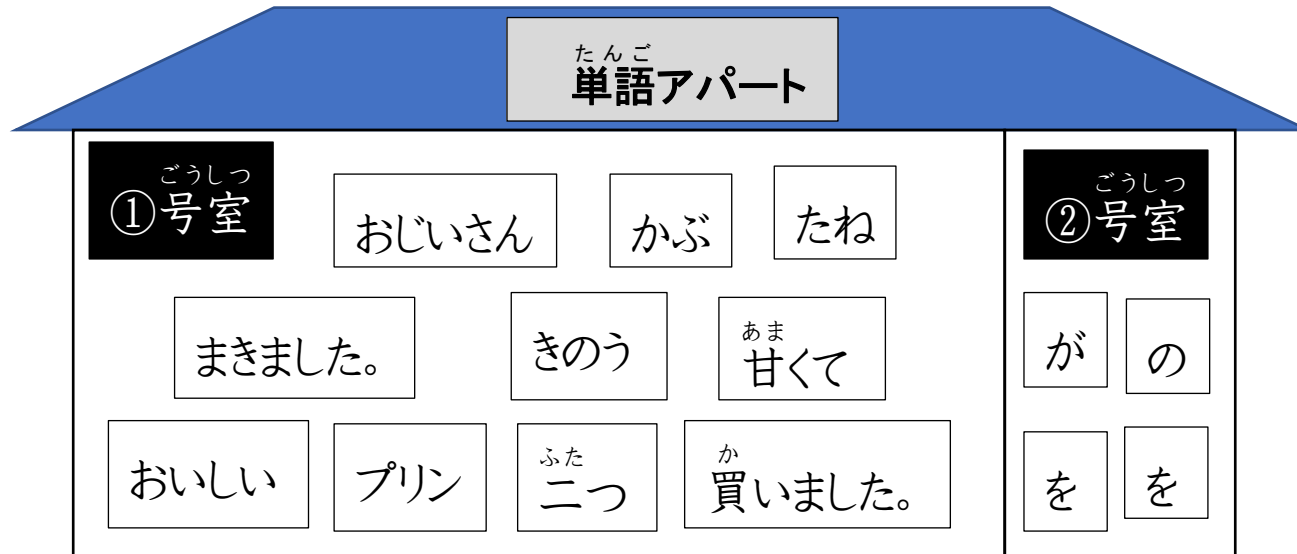 たんご
単語アパート
ごうしつ
①号室
おじいさん
かぶ
たね
まきました。
きのう
あま
甘くて
おいしい
プリン
ふた
二つ
か
買いました。
ごうしつ
②号室
が
の
を
を